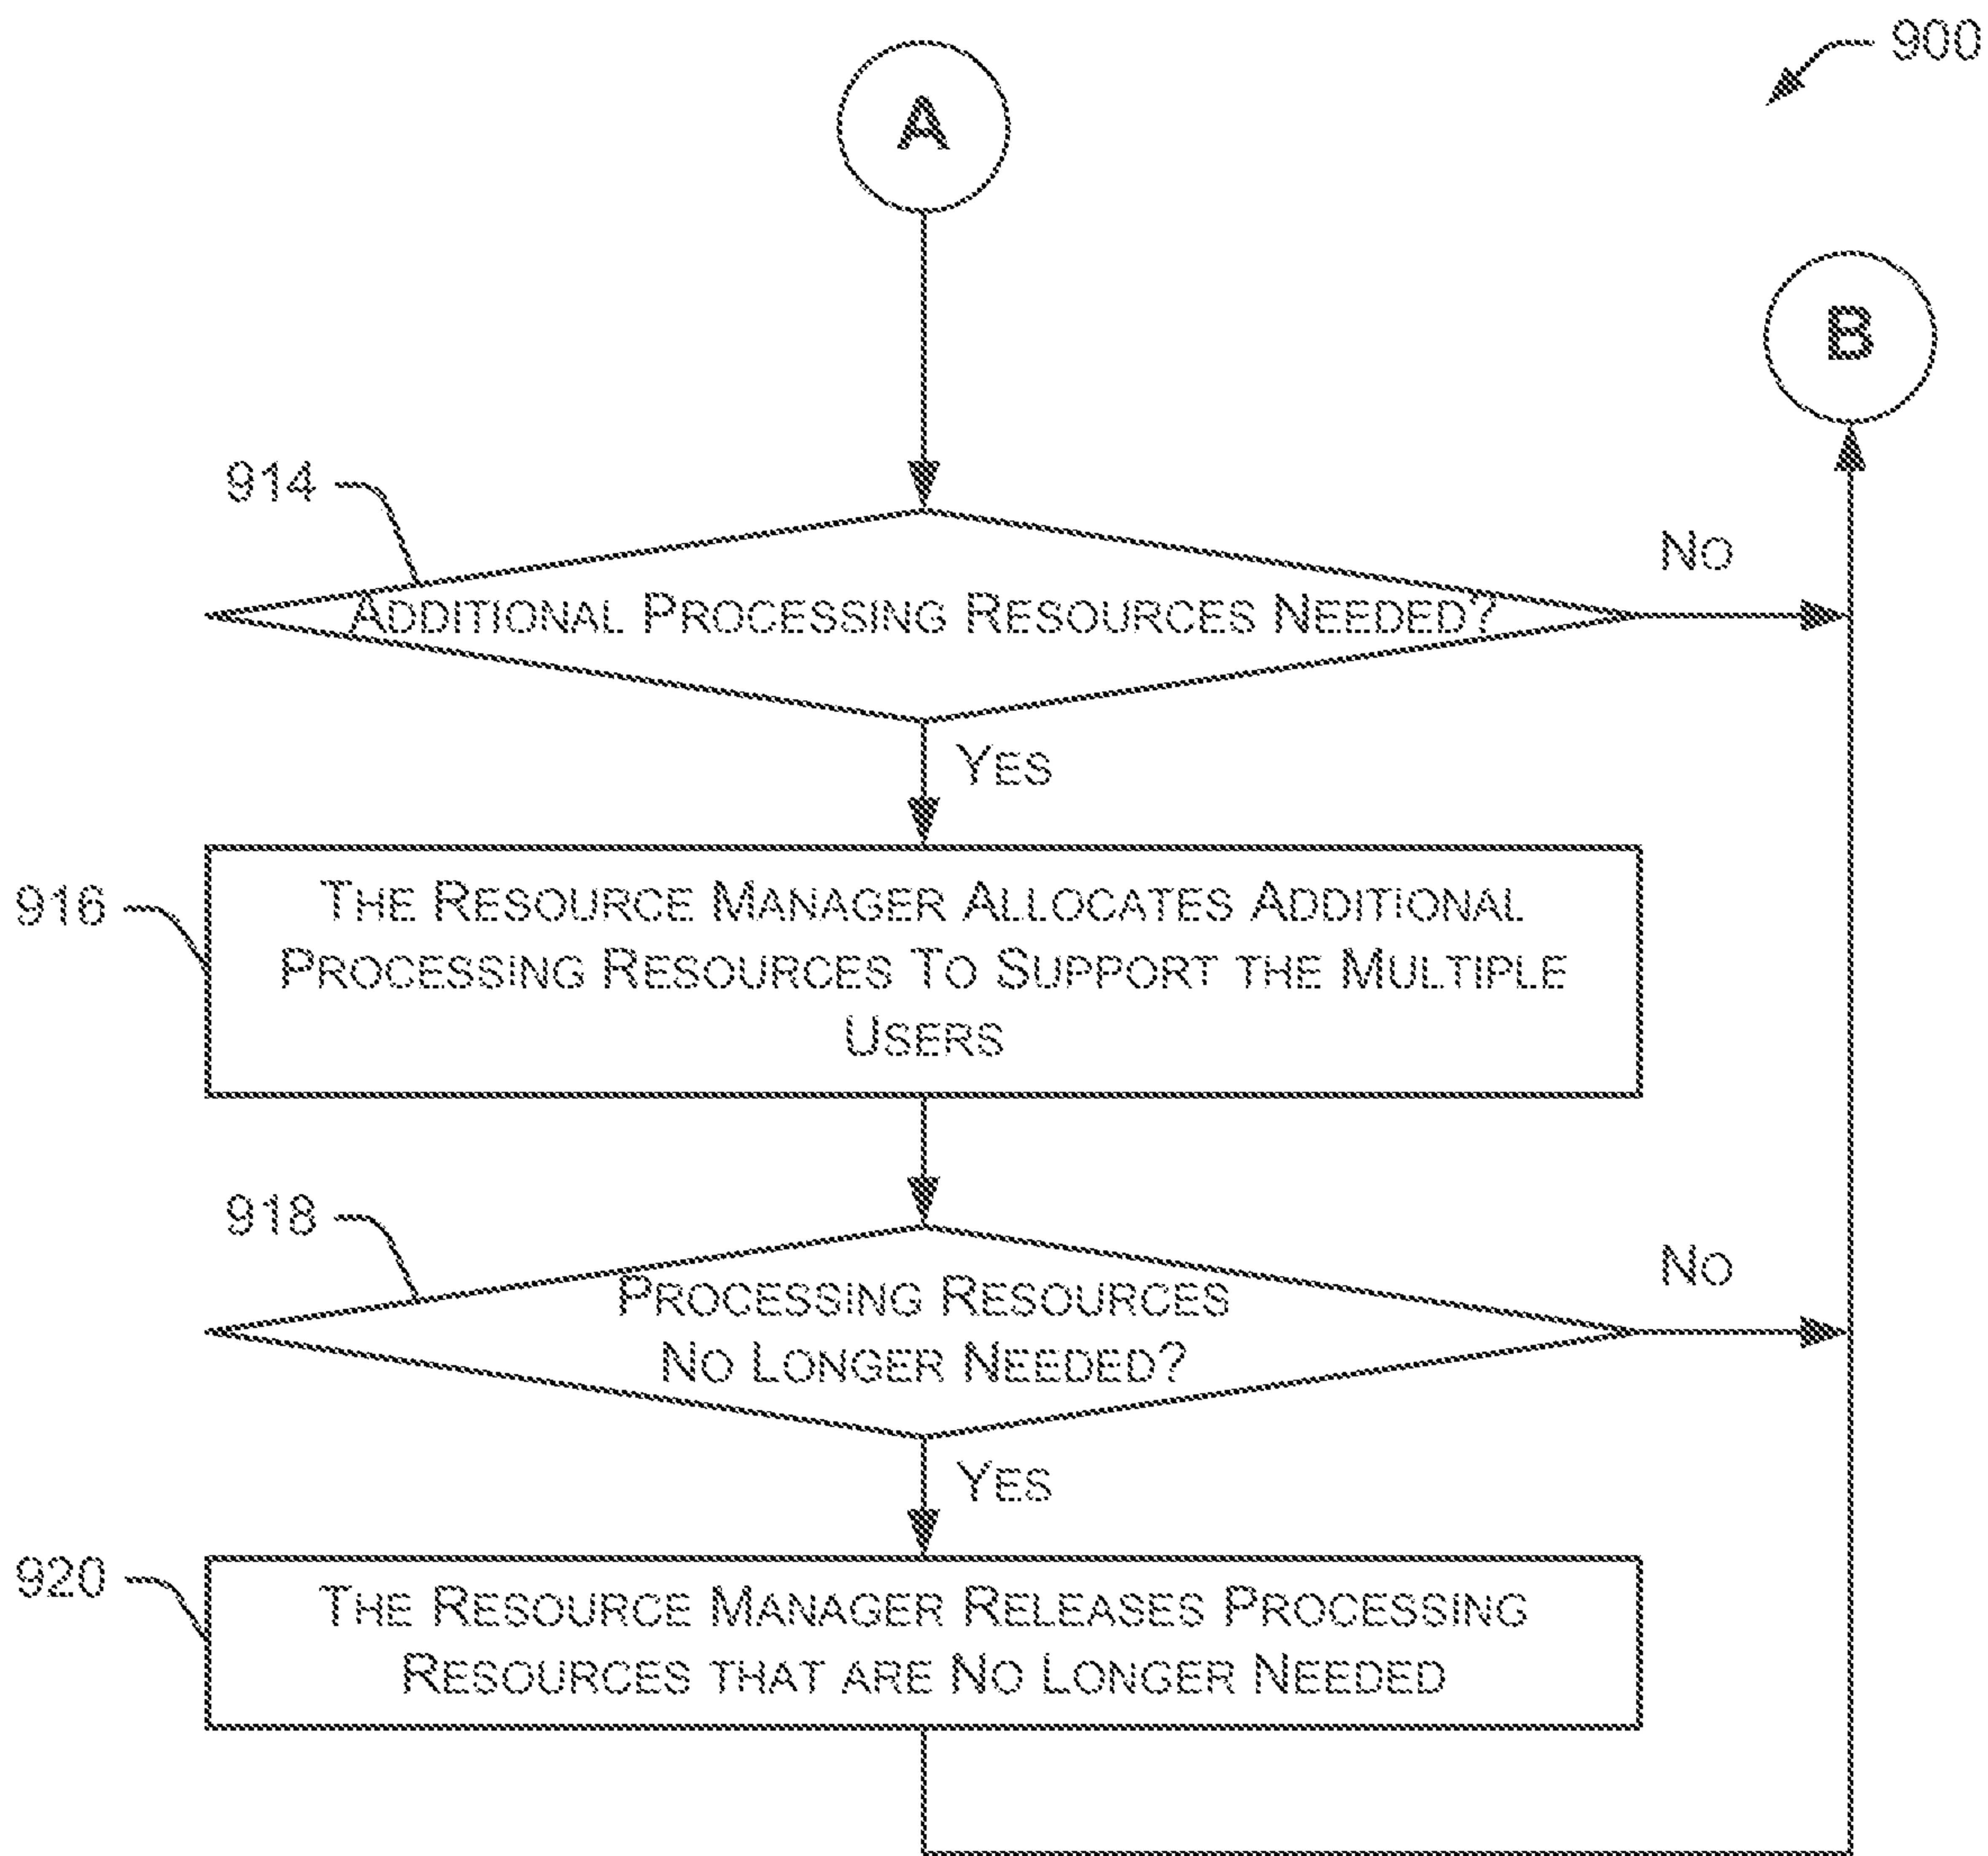 900
A
B
914
NO
ADDITIONAL PROCESSING RESOURCES NEEDED?
YES
916
THE RESOURCE MANAGER ALLOCATES ADDITIONAL
PROCESSING RESOURCES TO SUPPORT THE MULTIPLE
USERS
918
NO
PROCESSING RESOURCES
NO LONGER NEEDED?
YES
920
THE RESOURCE MANAGER RELEASES PROCESSING
RESOURCES THAT ARE NO LONGER NEEDED